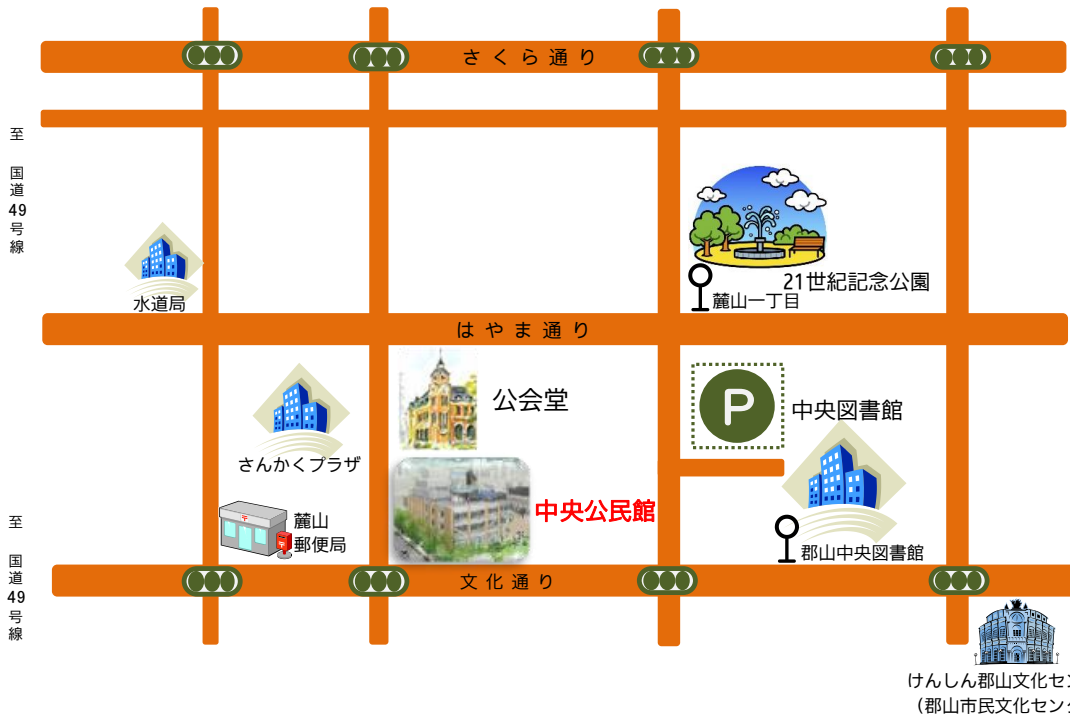 さくら通り
至 国道49号線
水道局
21世紀記念公園
麓山一丁目
はやま通り
公会堂
P
中央図書館
さんかくプラザ
中央公民館
麓山
郵便局
至 国道49号線
郡山中央図書館
文化通り
けんしん郡山文化セン
(郡山市民文化セン